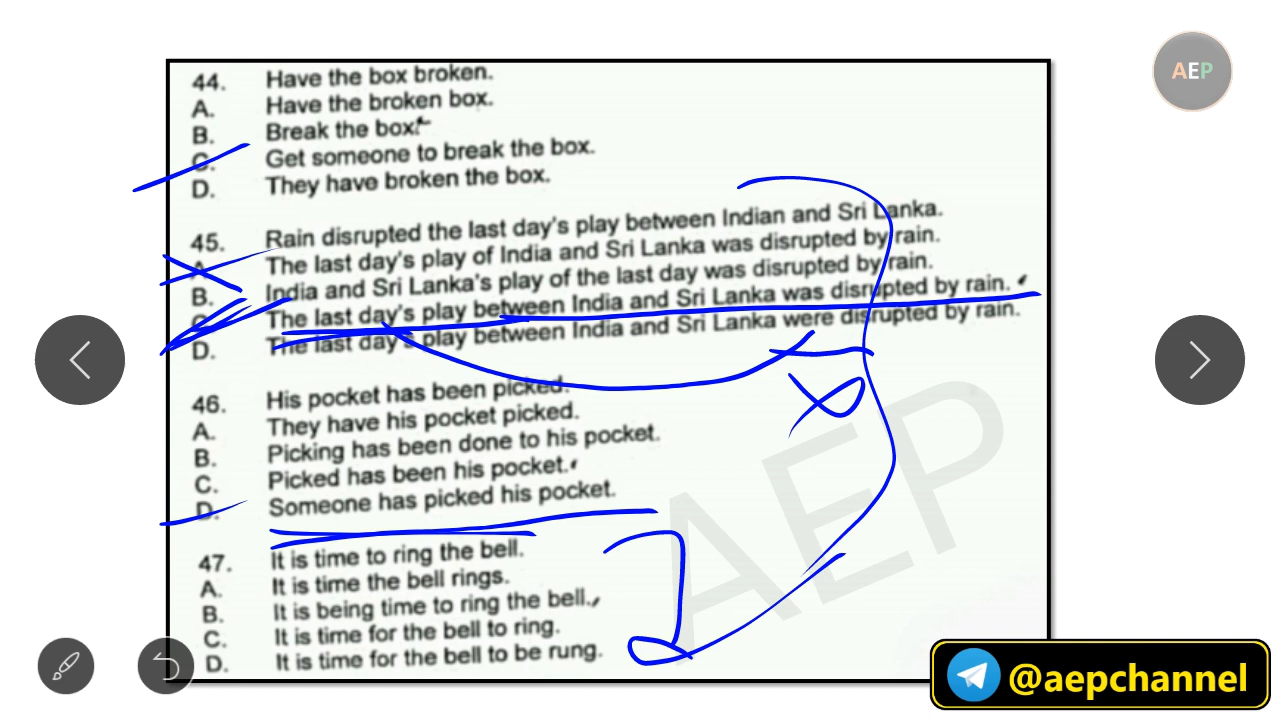 AEP
44. Have the box broken.
A. Have the broken box.
B. Break the box.
C. Get someone to break the box.
D. They have broken the box.
45. Rain disrupted the last day's play between Indian and Sri Lanka.
A. The last day's play of India and Sri Lanka was disrupted by rain.
B. India and Sri Lanka's play of the last day was disrupted by rain.
C. The last day's play between India and Sri Lanka was disrupted by rain.
D. The last day's play between India and Sri Lanka were disrupted by rain.
46. His pocket has been picked.
A. They have his pocket picked.
B. Picking has been done to his pocket.
C. Picked has been his pocket.
D. Someone has picked his pocket.
47. It is time to ring the bell.
A. It is time the bell rings.
B. It is being time to ring the bell.
C. It is time for the bell to ring.
D. It is time for the bell to be rung.
AEP
@aepchannel